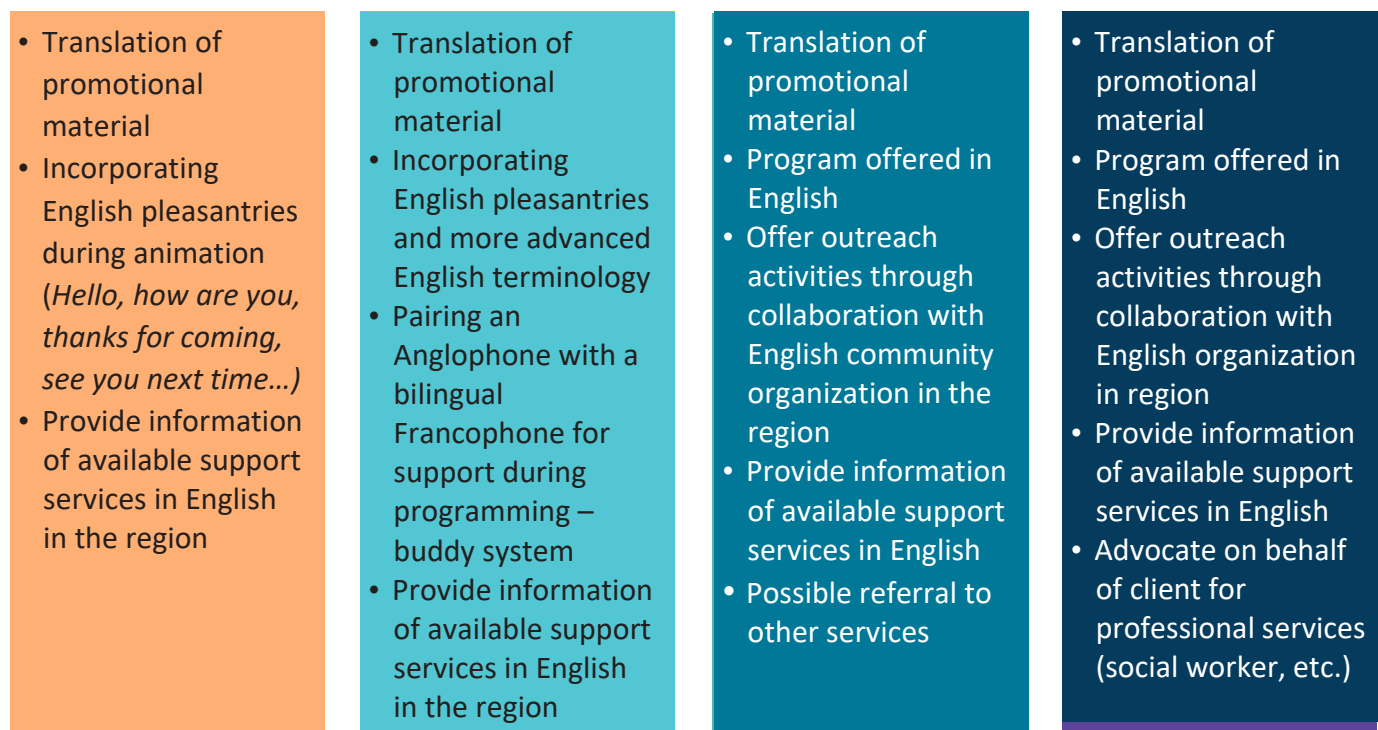 • Translation of
promotional
material
• Incorporating
English pleasantries
during animation
(Hello, how are you,
thanks for coming,
see you next time…)
• Provide information
of available support
services in English
in the region
• Translation of
promotional
material
• Incorporating
English pleasantries
and more advanced
English terminology
• Pairing an
Anglophone with a
bilingual
Francophone for
support during
programming –
buddy system
• Provide information
of available support
services in English
in the region
• Translation of
promotional
material
• Program offered in
English
• Offer outreach
activities through
collaboration with
English community
organization in the
region
• Provide information
of available support
services in English
• Possible referral to
other services
• Translation of
promotional
material
• Program offered in
English
• Offer outreach
activities through
collaboration with
English organization
in region
• Provide information
of available support
services in English
• Advocate on behalf
of client for
professional services
(social worker, etc.)